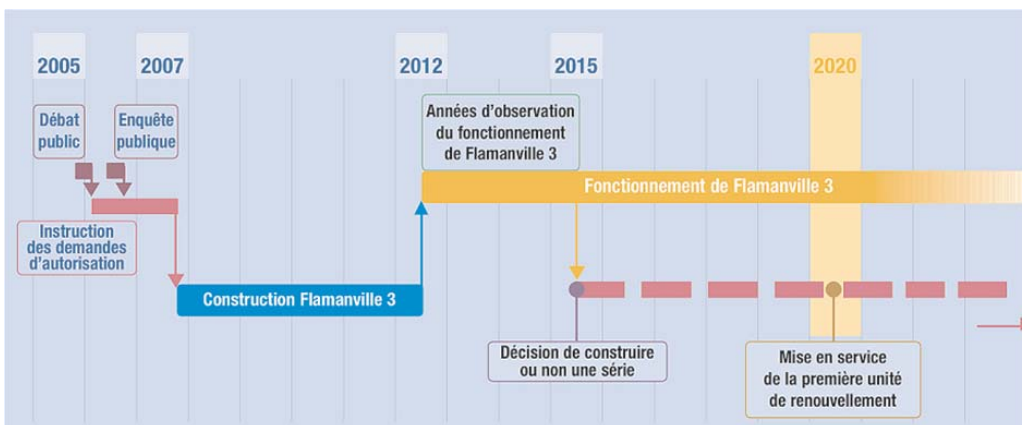 2005
2007
2012
2015
2020
Débat
public
Enquête
publique
Années d'observation
du fonctionnement
de Flamanville 3
Fonctionnement de Flamanville 3
Instruction
des demandes
d'autorisation
Construction Flamanville 3
Décision de construire
ou non une série
Mise en service
de la première unité
de renouvellement